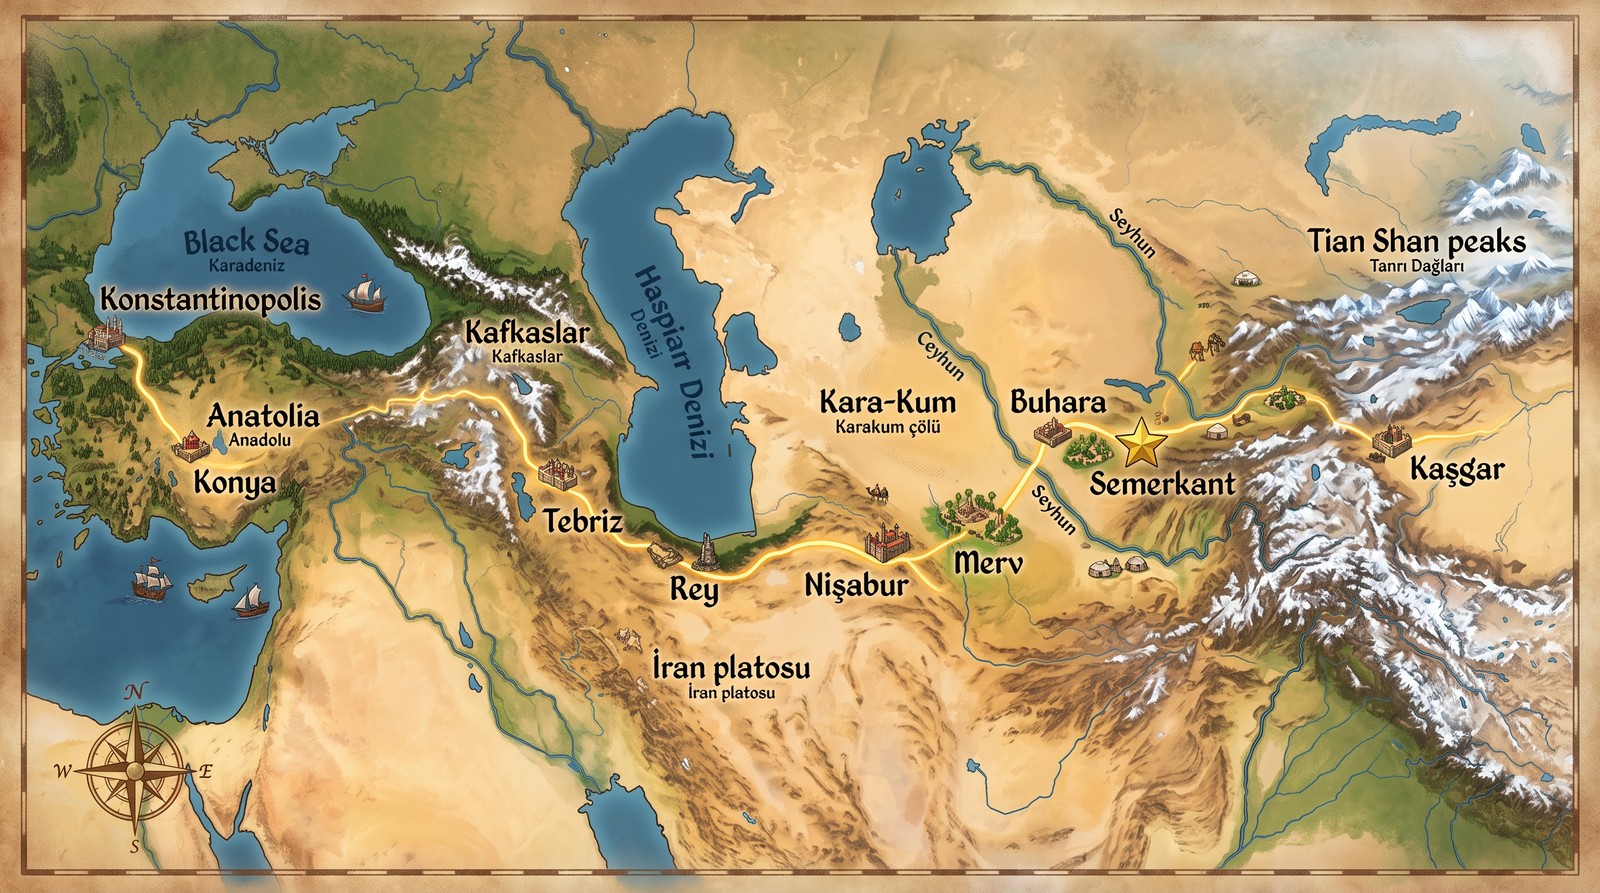 Black Sea
Karadeniz
Konstantinopolis
Kafkaslar
Kafkaslar
Haspiarr Denizi
Denizi
Seyhun
Tian Shan peaks
Tanrı Dağları
Ceyhun
Anatolia
Anadolu
Konya
Kara-Kum
Karakum çölü
Buhara
Semerkant
Kaşgar
Seyhun
Tebriz
Rey
Nişabur
Merv
İran platosu
İran platosu
N
W
E
S